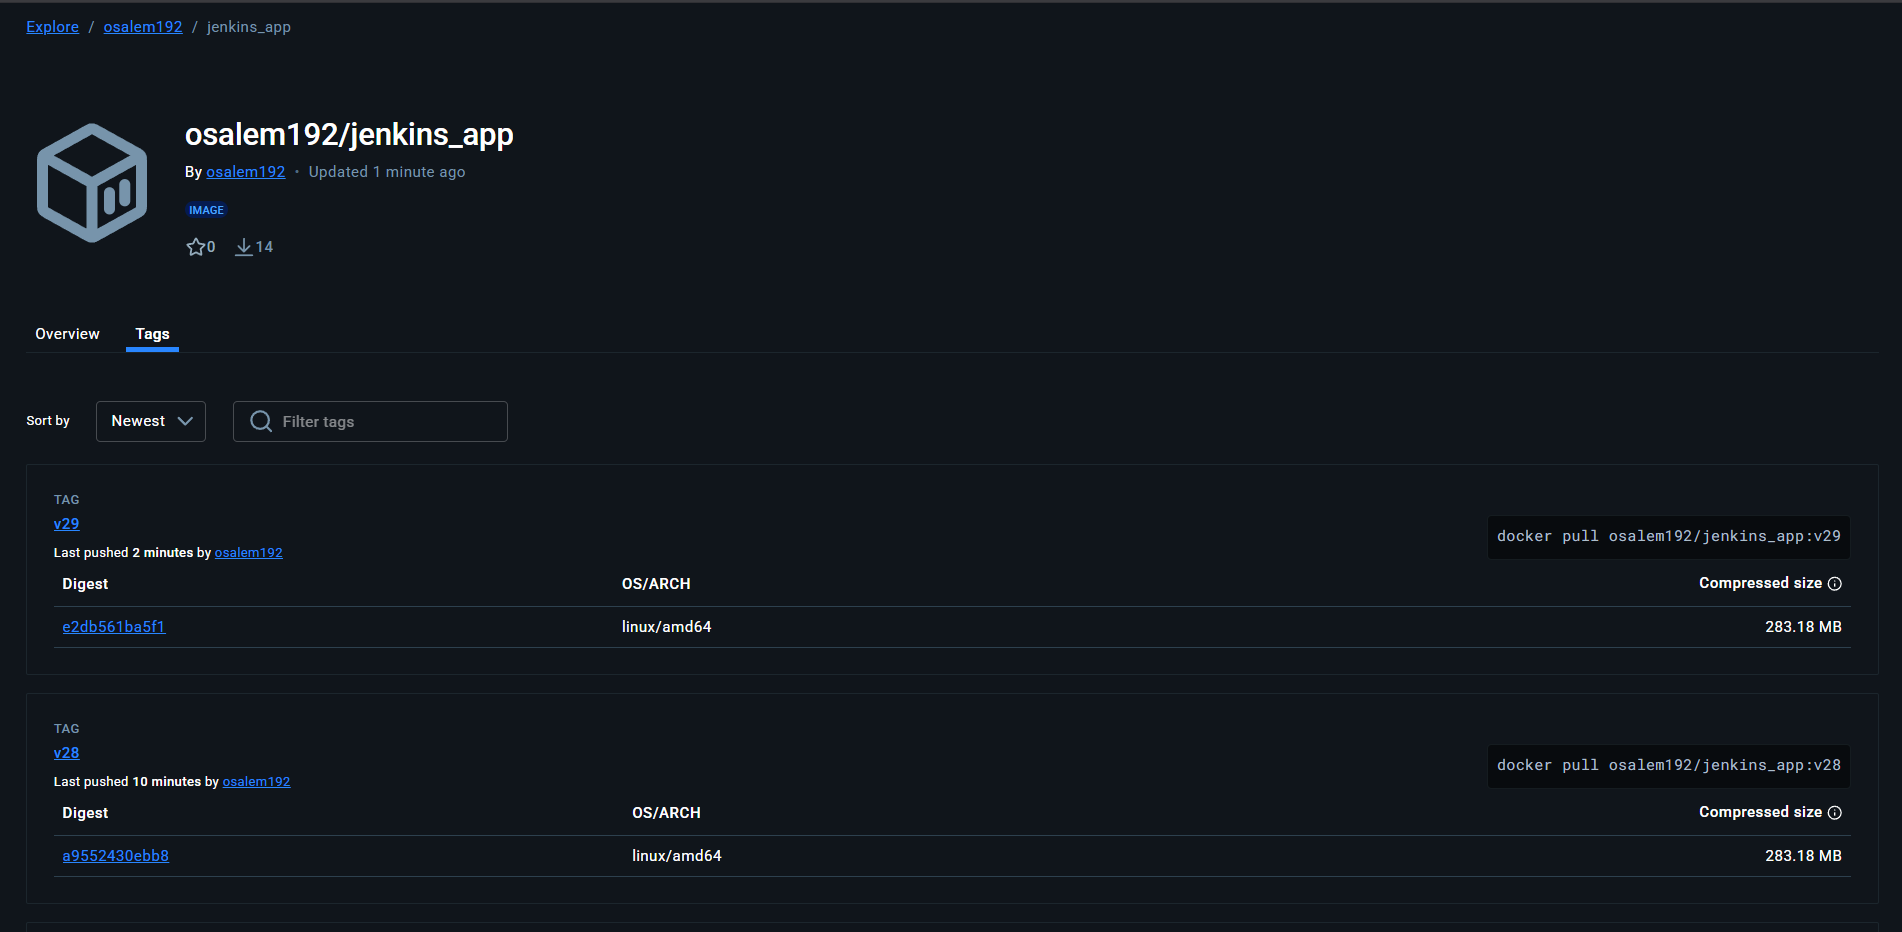 Explore / osalem192 / jenkins_app
osalem192/jenkins_app
By osalem192 • Updated 1 minute ago
IMAGE
0 14
Overview Tags
Sort by Newest Filter tags
TAG
v29
docker pull osalem192/jenkins_app:v29
Last pushed 2 minutes by osalem192
Digest OS/ARCH Compressed size
e2db561ba5f1 linux/amd64 283.18 MB
TAG
v28
docker pull osalem192/jenkins_app:v28
Last pushed 10 minutes by osalem192
Digest OS/ARCH Compressed size
a9552430ebb8 linux/amd64 283.18 MB